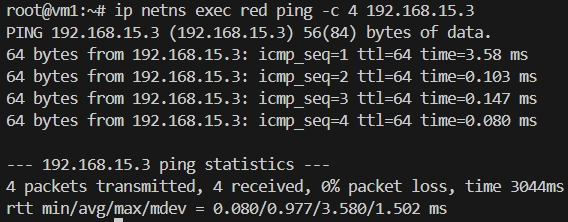 root@vm1:~# ip netns exec red ping -c 4 192.168.15.3
PING 192.168.15.3 (192.168.15.3) 56(84) bytes of data.
64 bytes from 192.168.15.3: icmp_seq=1 ttl=64 time=3.58 ms
64 bytes from 192.168.15.3: icmp_seq=2 ttl=64 time=0.103 ms
64 bytes from 192.168.15.3: icmp_seq=3 ttl=64 time=0.147 ms
64 bytes from 192.168.15.3: icmp_seq=4 ttl=64 time=0.080 ms
--- 192.168.15.3 ping statistics ---
4 packets transmitted, 4 received, 0% packet loss, time 3044ms
rtt min/avg/max/mdev = 0.080/0.977/3.580/1.502 ms